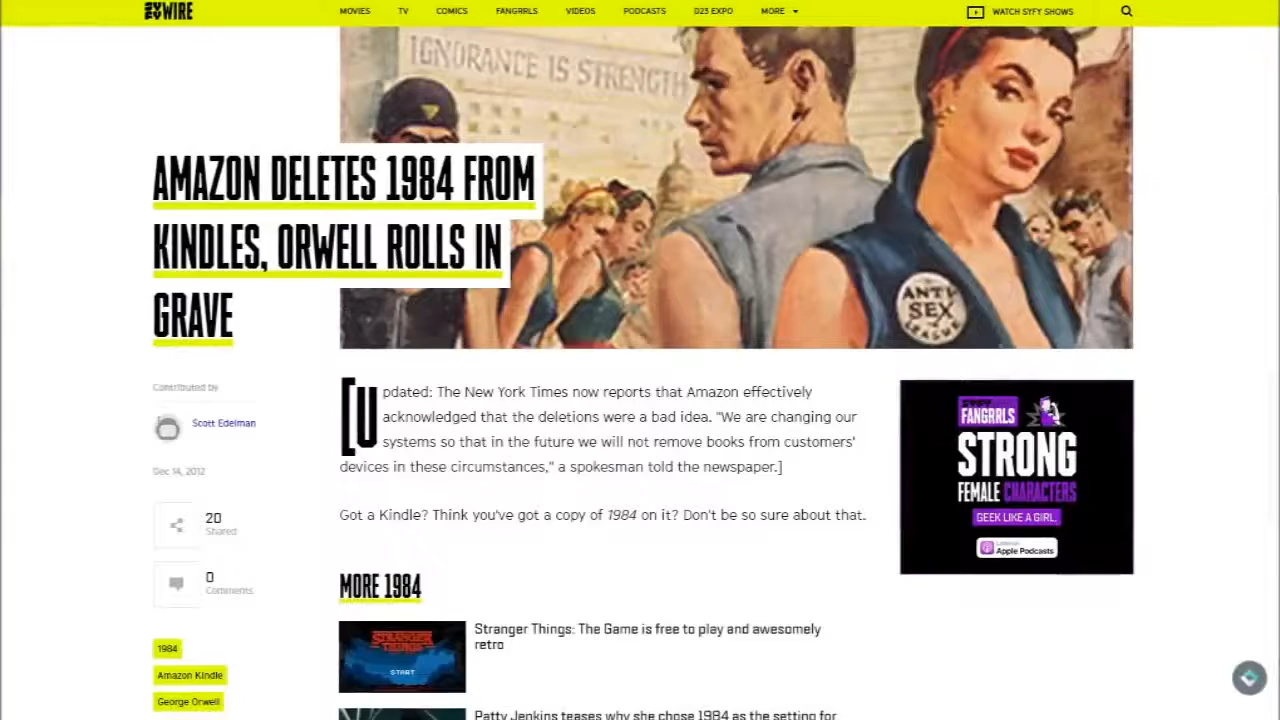 SYFY WIRE
MOVIES TV COMICS FANGRRLS VIDEOS PODCASTS D23 EXPO MORE WATCH SYFY SHOWS
IGNORANCE IS STRENGTH
AMAZON DELETES 1984 FROM
KINDLES, ORWELL ROLLS IN
GRAVE
ANTI
SEX
LEAGUE
Contributed by
Scott Edelman
Dec 14, 2012
20
Shared
0
Comments
1984
Amazon Kindle
George Orwell
[Updated: The New York Times now reports that Amazon effectively
acknowledged that the deletions were a bad idea. "We are changing our
systems so that in the future we will not remove books from customers'
devices in these circumstances," a spokesman told the newspaper.]
Got a Kindle? Think you've got a copy of 1984 on it? Don't be so sure about that.
MORE 1984
STRANGER
THINGS
START
Stranger Things: The Game is free to play and awesomely
retro
Patty Jenkins teases why she chose 1984 as the setting for
FANGRRLS
STRONG
FEMALE CHARACTERS
GEEK LIKE A GIRL.
Apple Podcasts